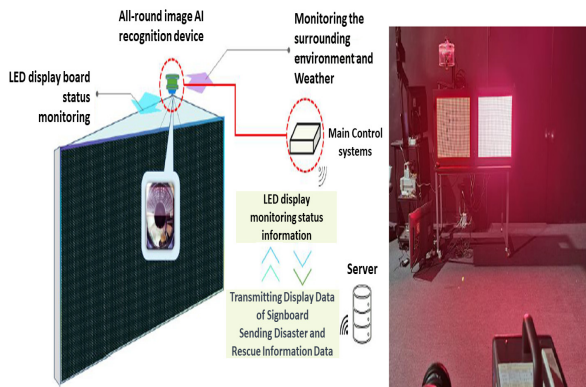 All-round image AI
recognition device
Monitoring the
surrounding
environment and
Weather
LED display board
status
monitoring
Main Control
systems
LED display
monitoring status
information
Server
Transmitting Display Data
of Signboard
Sending Disaster and
Rescue Information Data